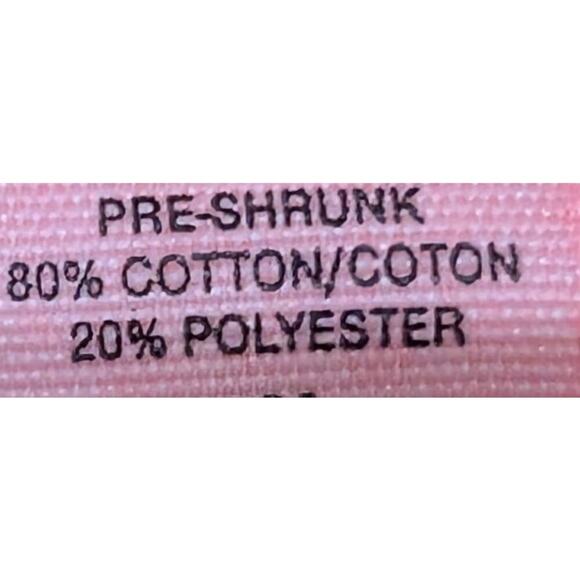 PRE-SHRUNK
80% COTTON/COTON
20% POLYESTER